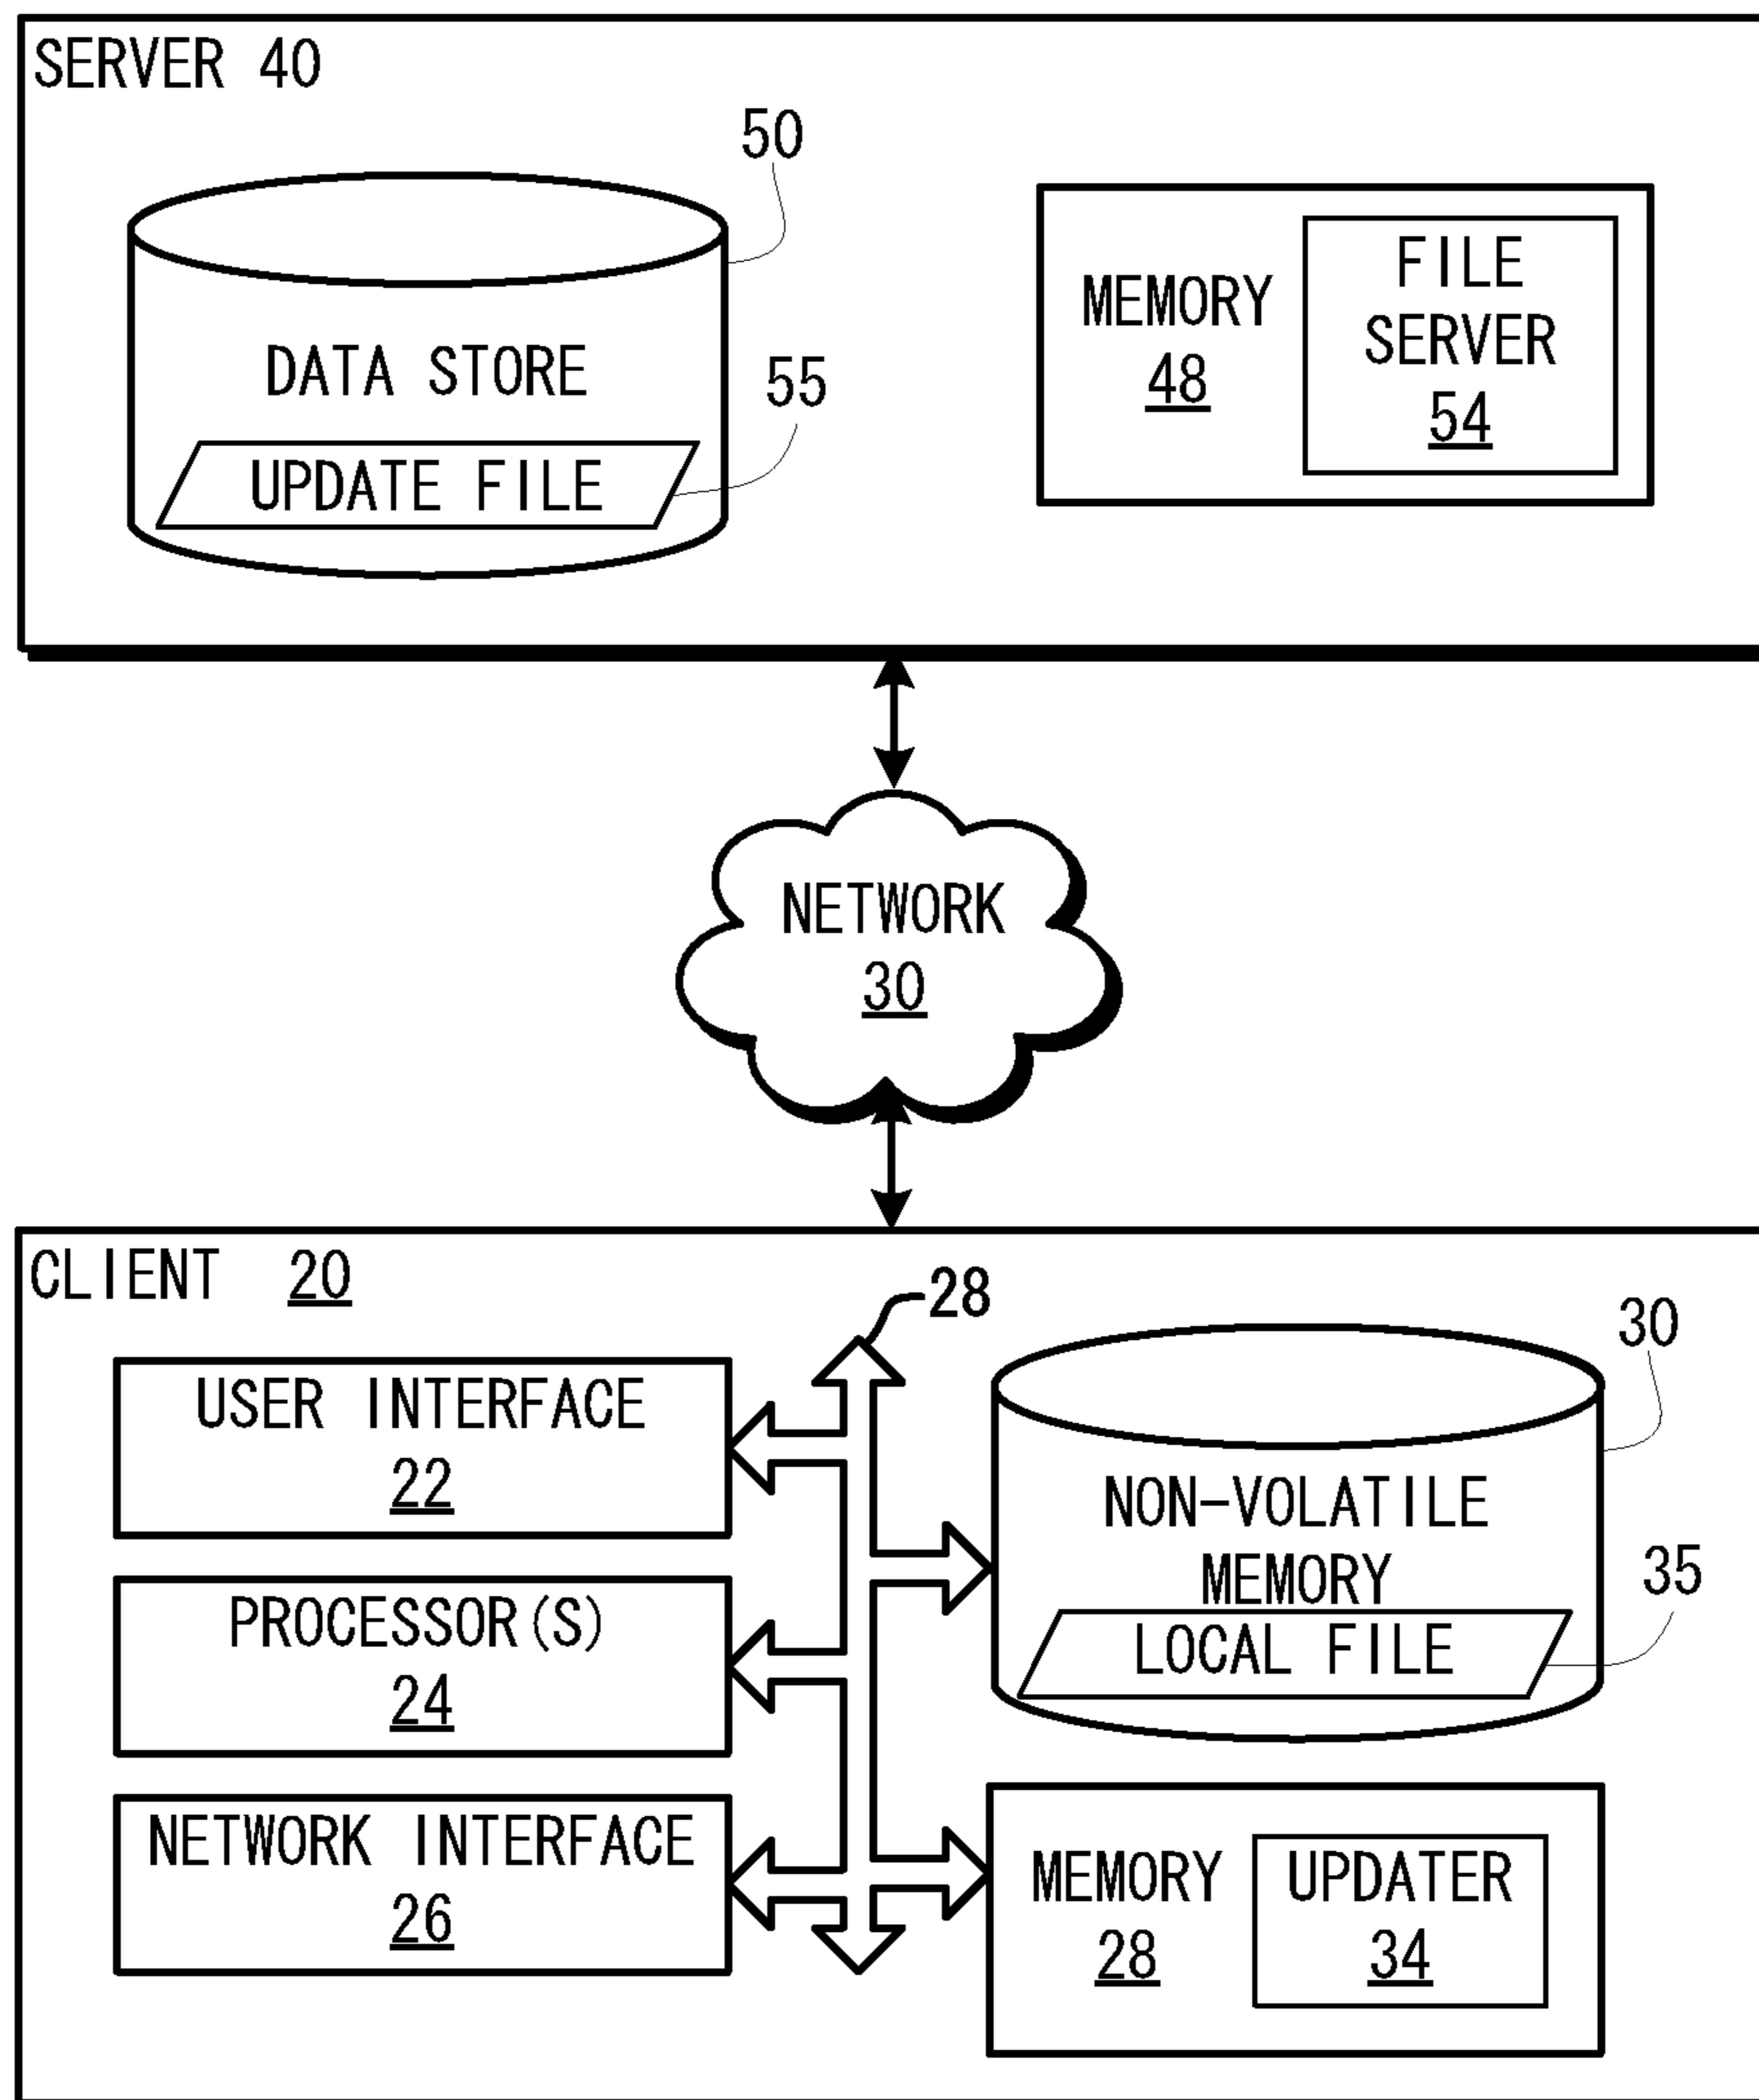 SERVER 40
50
DATA STORE
55
UPDATE FILE
MEMORY
48
FILE
SERVER
54
NETWORK
30
CLIENT 20
28
USER INTERFACE
22
PROCESSOR(S)
24
NETWORK INTERFACE
26
30
NON-VOLATILE
MEMORY
35
LOCAL FILE
MEMORY
28
UPDATER
34